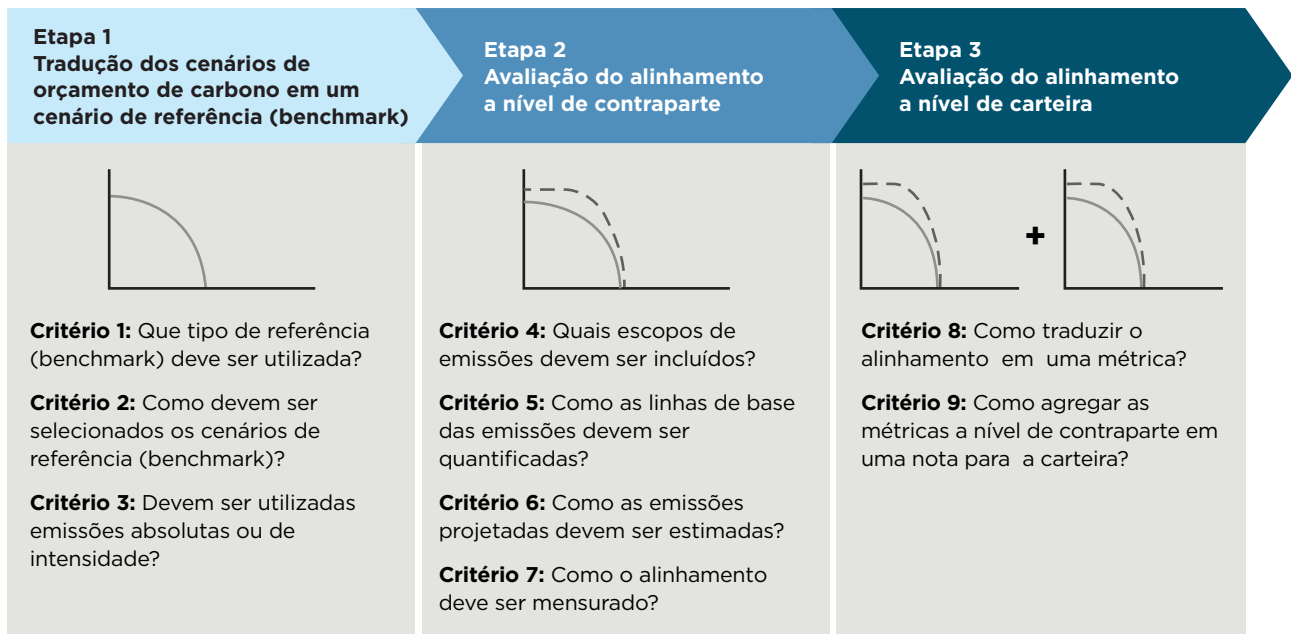 Etapa 1
Tradução dos cenários de
orçamento de carbono em um
cenário de referência (benchmark)
Etapa 2
Avaliação do alinhamento
a nível de contraparte
Etapa 3
Avaliação do alinhamento
a nível de carteira
+
Critério 1: Que tipo de referência
(benchmark) deve ser utilizada?
Critério 2: Como devem ser
selecionados os cenários de
referência (benchmark)?
Critério 3: Devem ser utilizadas
emissões absolutas ou de
intensidade?
Critério 4: Quais escopos de
emissões devem ser incluídos?
Critério 5: Como as linhas de base
das emissões devem ser
quantificadas?
Critério 6: Como as emissões
projetadas devem ser estimadas?
Critério 7: Como o alinhamento
deve ser mensurado?
Critério 8: Como traduzir o
alinhamento em uma métrica?
Critério 9: Como agregar as
métricas a nível de contraparte em
uma nota para a carteira?